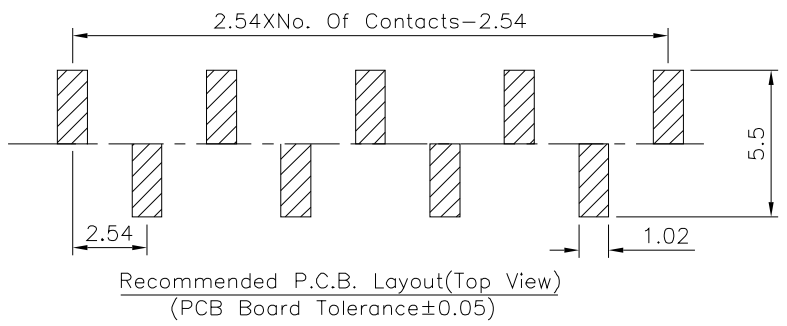 2.54XNo. Of Contacts-2.54
5.5
2.54
1.02
Recommended P.C.B. Layout(Top View)
(PCB Board Tolerance±0.05)